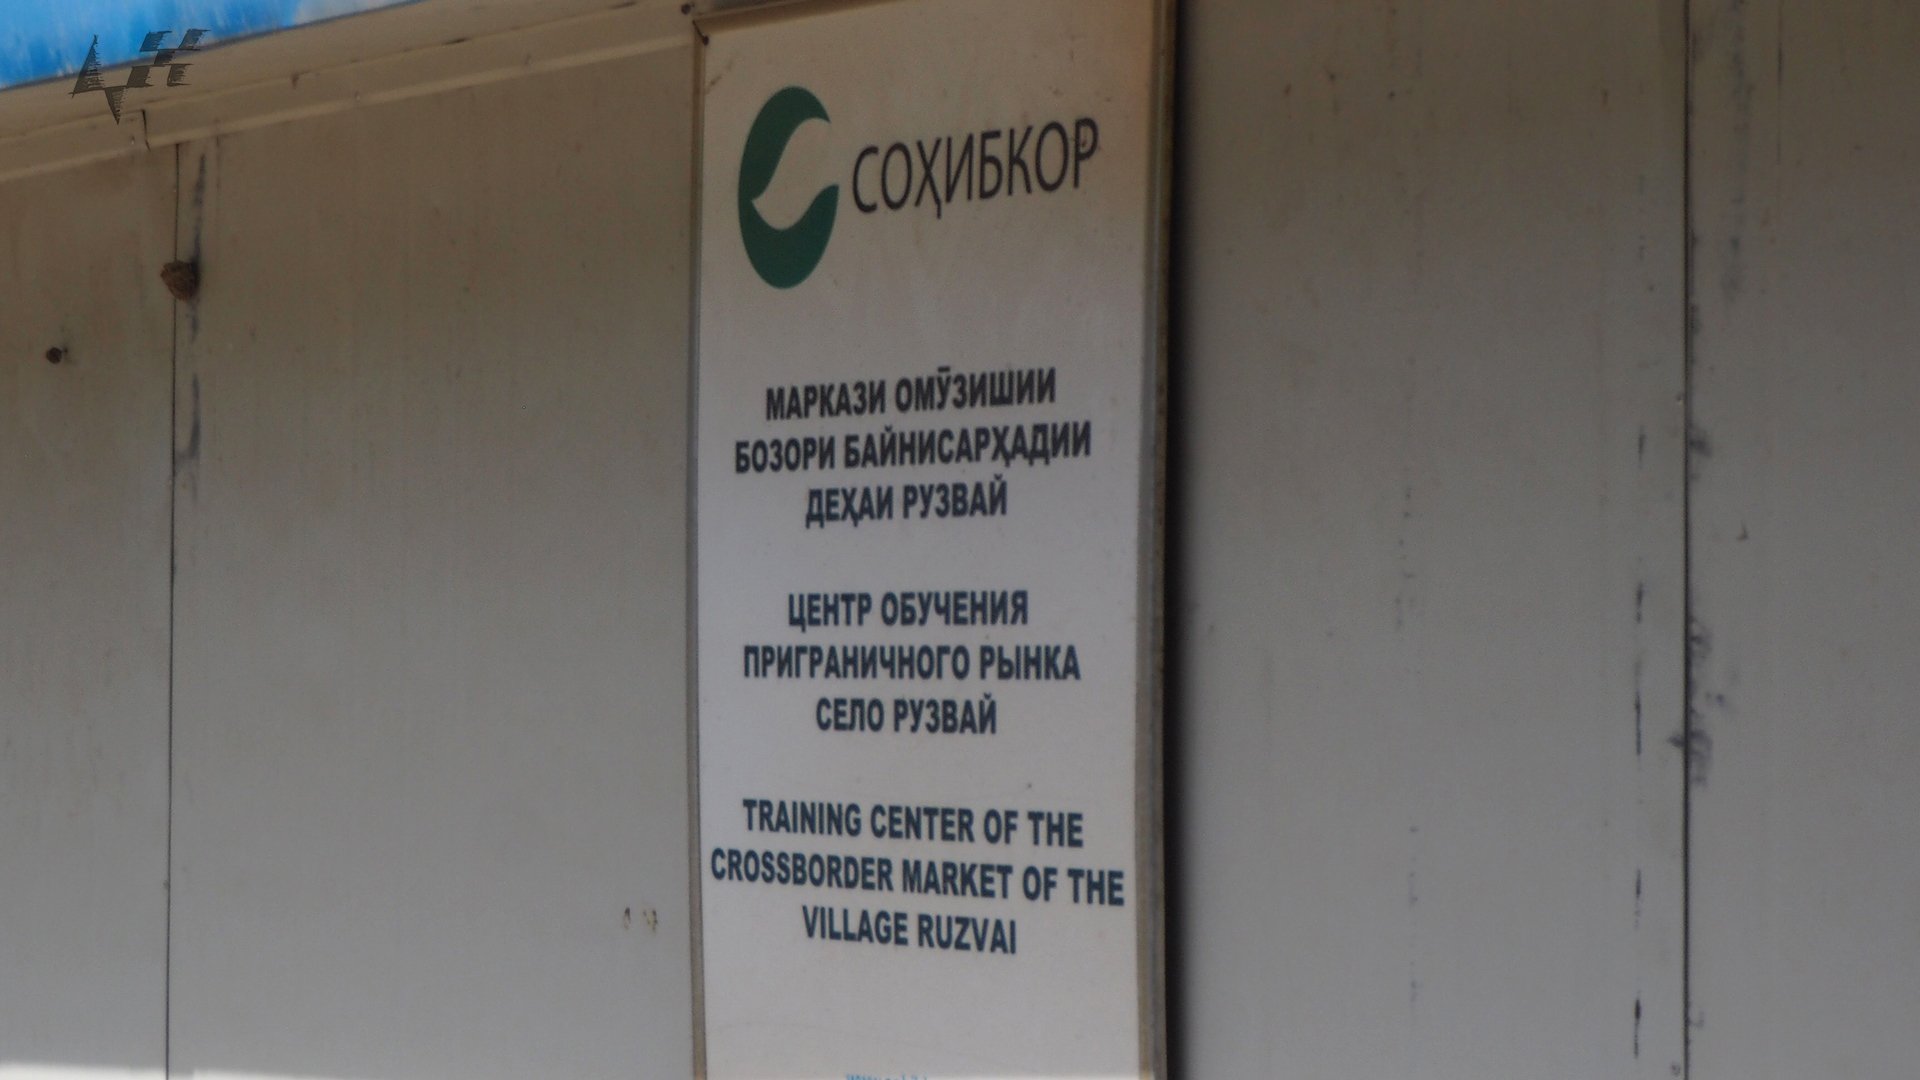 СОҲИБКОР
МАРКАЗИ ОМӮЗИШИИ
БОЗОРИ БАЙНИСАРҲАДИИ
ДЕҲАИ РУЗВАЙ
ЦЕНТР ОБУЧЕНИЯ
ПРИГРАНИЧНОГО РЫНКА
СЕЛО РУЗВАЙ
TRAINING CENTER OF THE
CROSSBORDER MARKET OF THE
VILLAGE RUZVAI